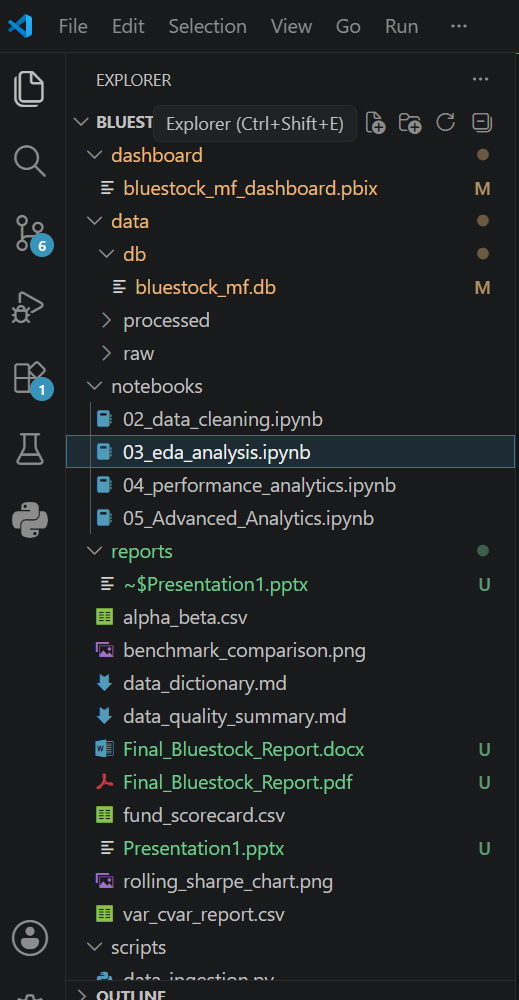 File Edit Selection View Go Run ...
EXPLORER ...
BLUEST
Explorer (Ctrl+Shift+E)
dashboard
bluestock_mf_dashboard.pbix M
data
db
bluestock_mf.db M
6
processed
raw
1
notebooks
02_data_cleaning.ipynb
03_eda_analysis.ipynb
04_performance_analytics.ipynb
05_Advanced_Analytics.ipynb
reports
~$Presentation1.pptx U
alpha_beta.csv
benchmark_comparison.png
data_dictionary.md
data_quality_summary.md
Final_Bluestock_Report.docx U
Final_Bluestock_Report.pdf U
fund_scorecard.csv
Presentation1.pptx U
rolling_sharpe_chart.png
var_cvar_report.csv
scripts
data_ingestion.py
OUTLINE